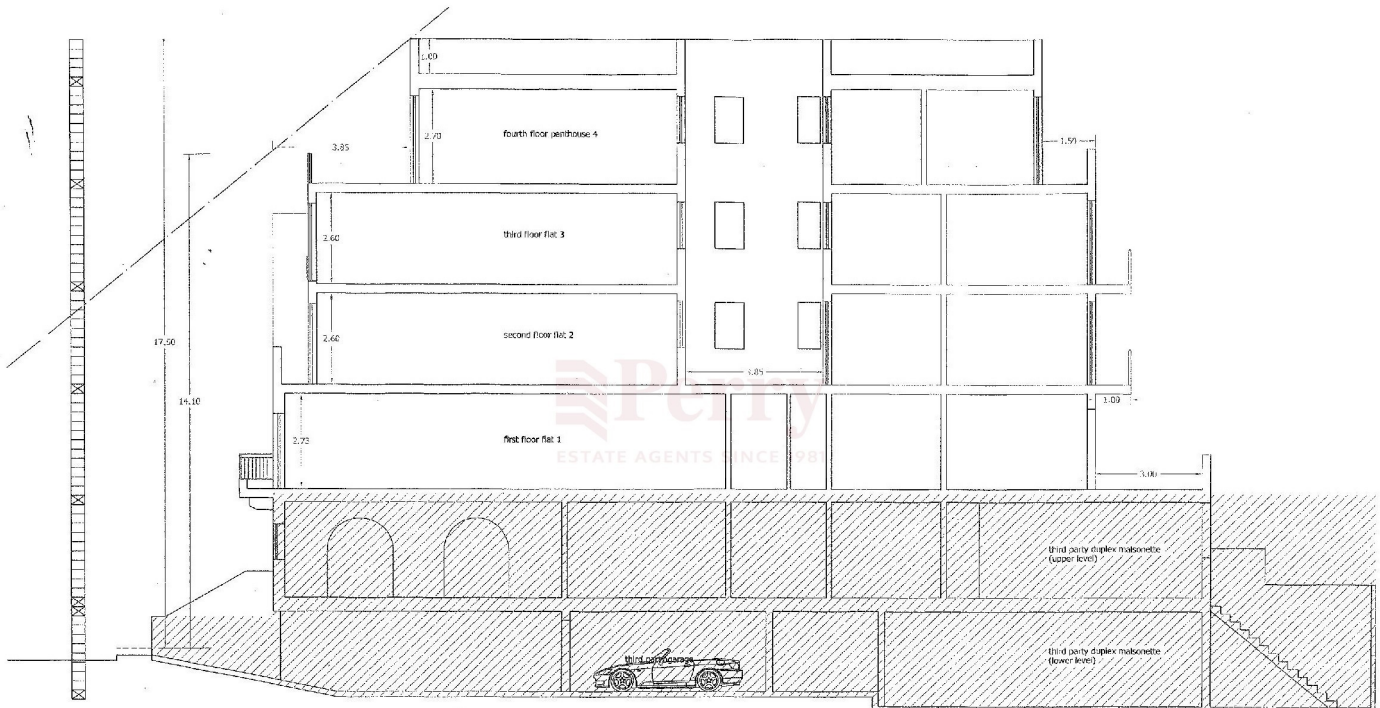 1.00
fourth floor penthouse 4
2.70
3.85
1.50
third floor flat 3
2.60
17.50
second floor flat 2
2.60
3.85
14.10
Perry
ESTATE AGENTS SINCE 1981
1.00
first floor flat 1
2.73
3.00
third party duplex maisonette
(upper level)
third party garage
third party duplex maisonette
(lower level)